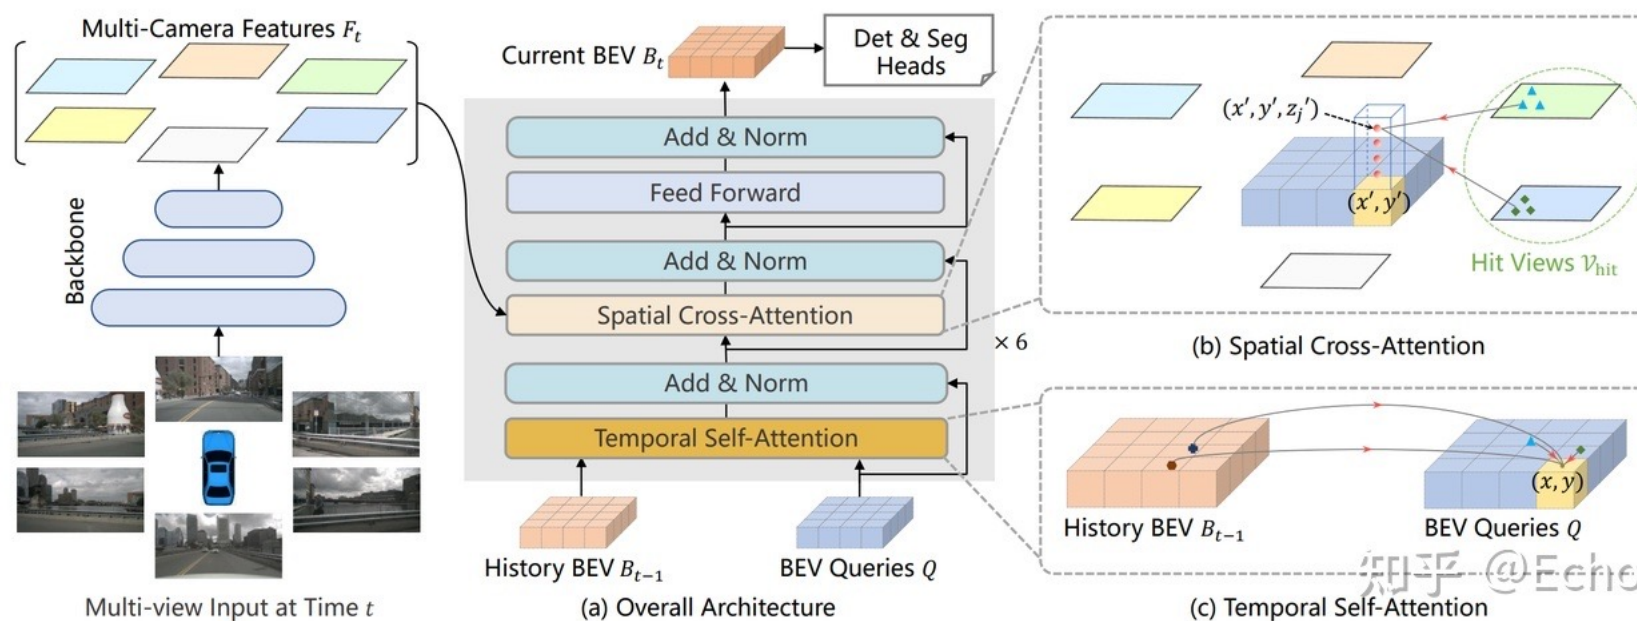 Multi-Camera Features F_t
Backbone
Multi-view Input at Time t
Current BEV B_t
Det & Seg
Heads
Add & Norm
Feed Forward
Add & Norm
Spatial Cross-Attention
Add & Norm
Temporal Self-Attention
× 6
History BEV B_{t-1}
BEV Queries Q
(a) Overall Architecture
(x′, y′, z_j′)
(x′, y′)
Hit Views 𝒱_hit
(b) Spatial Cross-Attention
(x, y)
History BEV B_{t-1}
BEV Queries Q
(c) Temporal Self-Attention
知乎 @Echo